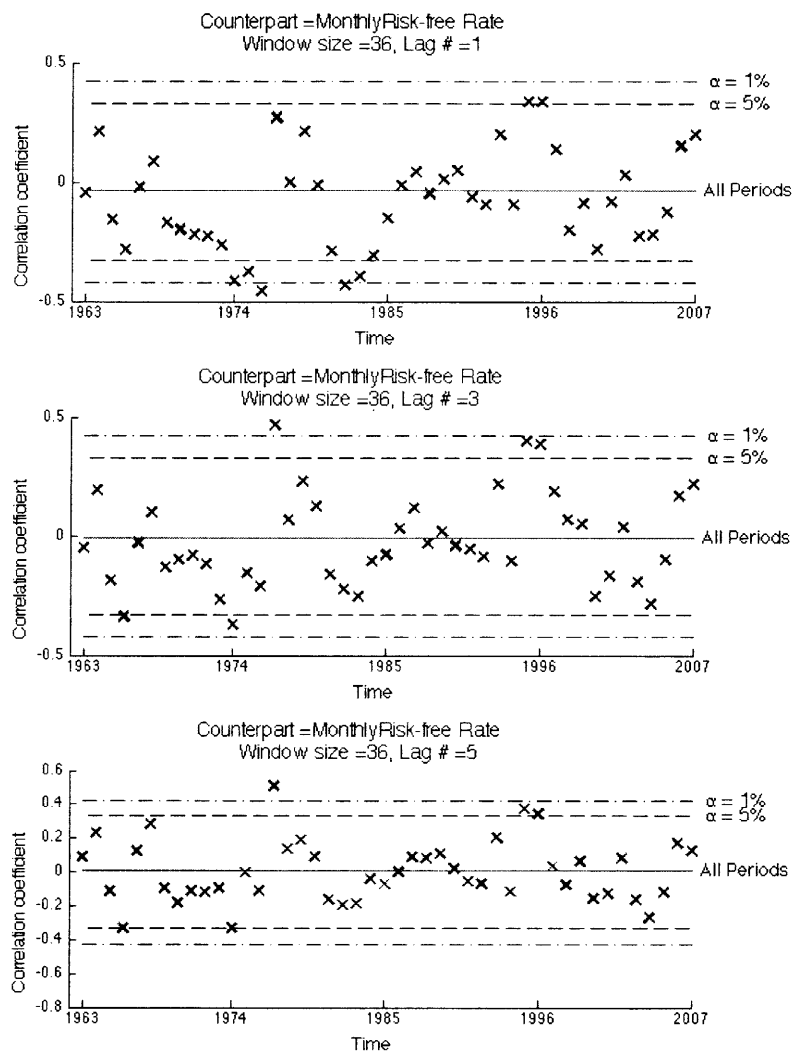 Counterpart =MonthlyRisk-free Rate
Window size =36, Lag # =1
0.5
0
-0.5
Correlation coefficient
α = 1%
α = 5%
All Periods
1963
1974
1985
1996
2007
Time
Counterpart =MonthlyRisk-free Rate
Window size =36, Lag # =3
0.5
0
-0.5
Correlation coefficient
α = 1%
α = 5%
All Periods
1963
1974
1985
1996
2007
Time
Counterpart =MonthlyRisk-free Rate
Window size =36, Lag # =5
0.6
0.4
0.2
0
-0.2
-0.4
-0.6
-0.8
Correlation coefficient
α = 1%
α = 5%
All Periods
1963
1974
1985
1996
2007
Time